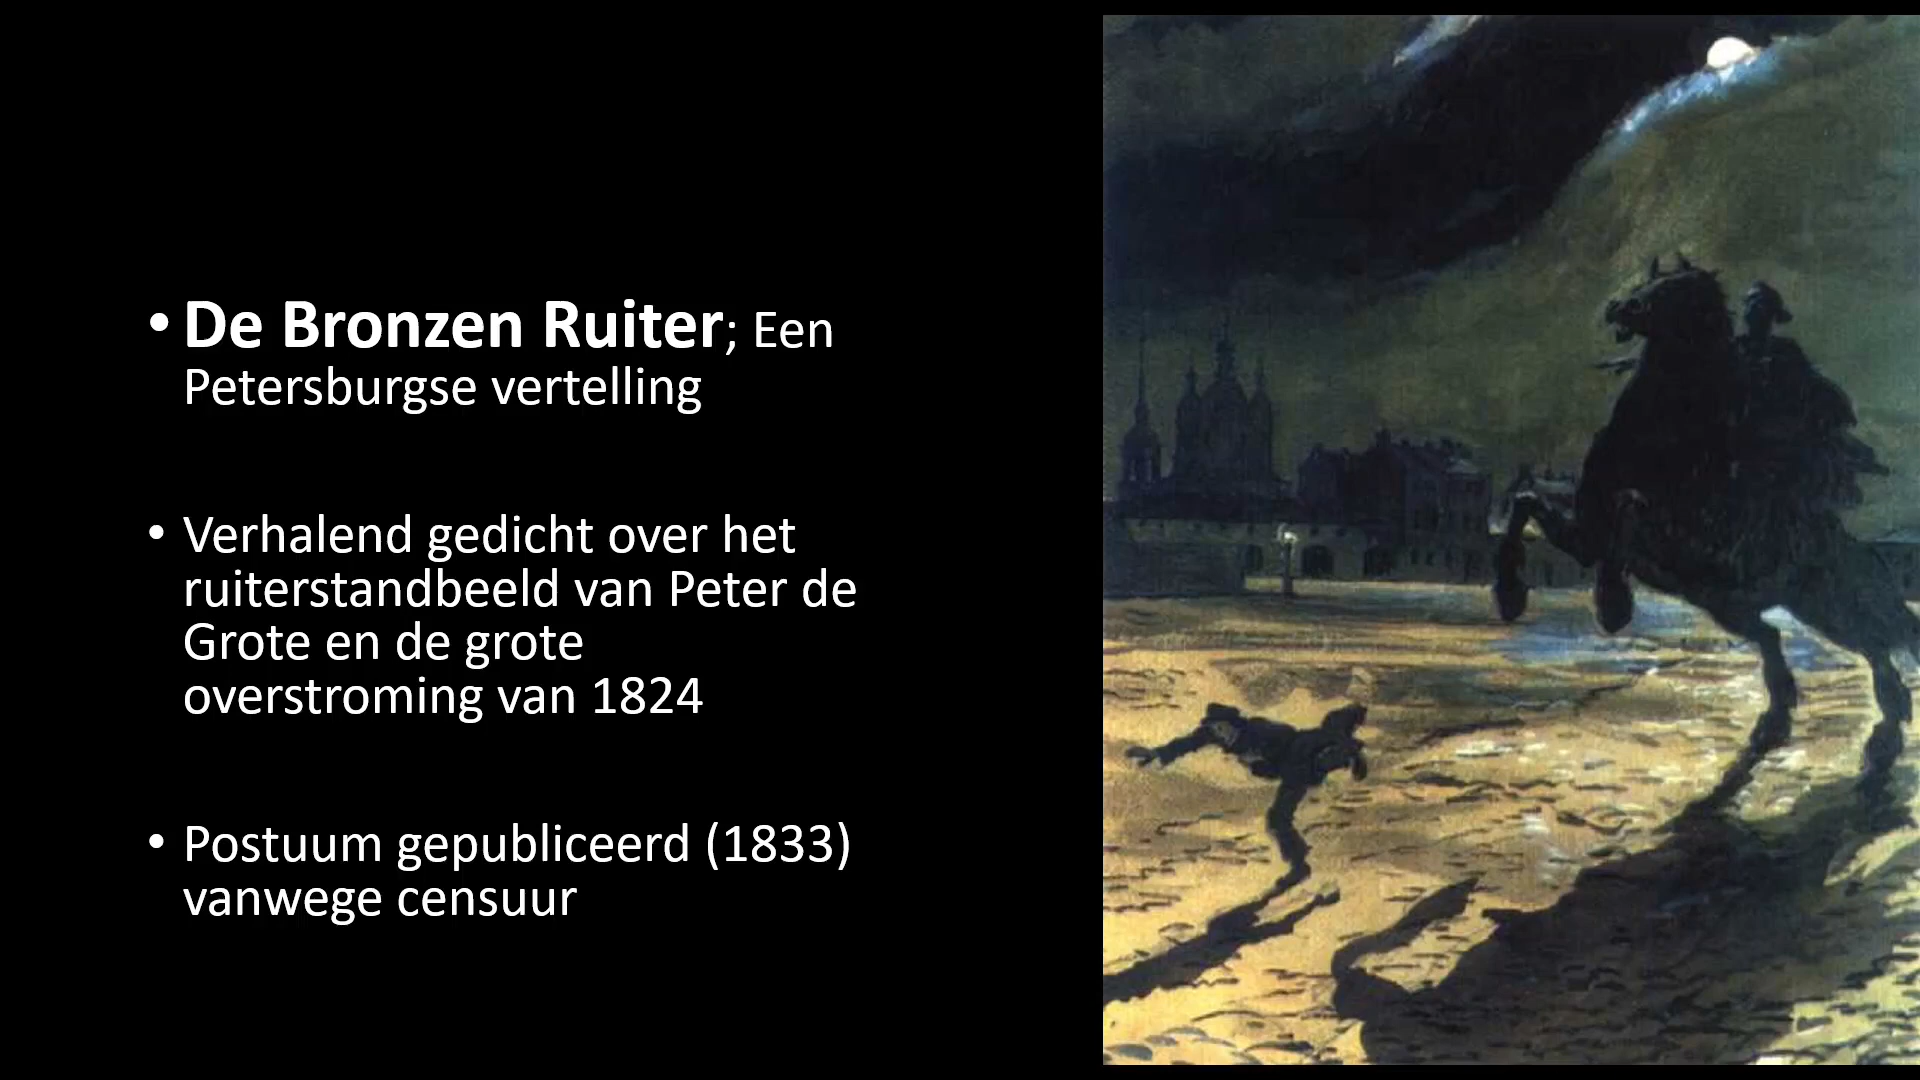 • De Bronzen Ruiter; Een
Petersburgse vertelling
• Verhalend gedicht over het
ruiterstandbeeld van Peter de
Grote en de grote
overstroming van 1824
• Postuum gepubliceerd (1833)
vanwege censuur